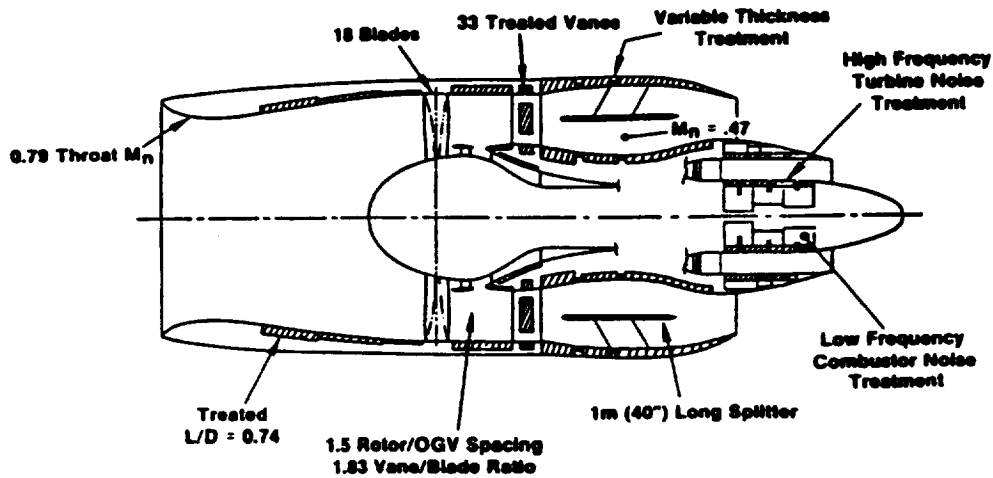 18 Blades
33 Treated Vanes
Variable Thickness
Treatment
High Frequency
Turbine Noise
Treatment
0.79 Throat Mn
Mn = .47
Low Frequency
Combustor Noise
Treatment
Treated
L/D = 0.74
1.5 Rotor/OGV Spacing
1.83 Vane/Blade Ratio
1m (40") Long Splitter